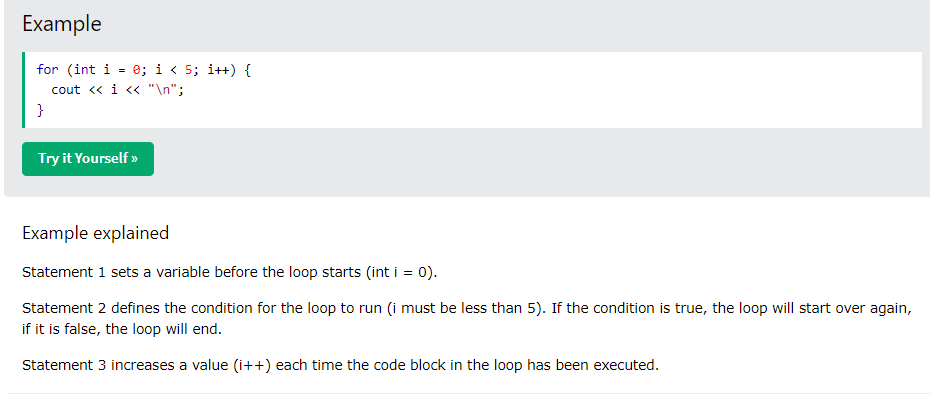 Example
for (int i = 0; i < 5; i++) {
  cout << i << "\n";
}
Try it Yourself »
Example explained
Statement 1 sets a variable before the loop starts (int i = 0).
Statement 2 defines the condition for the loop to run (i must be less than 5). If the condition is true, the loop will start over again,
if it is false, the loop will end.
Statement 3 increases a value (i++) each time the code block in the loop has been executed.